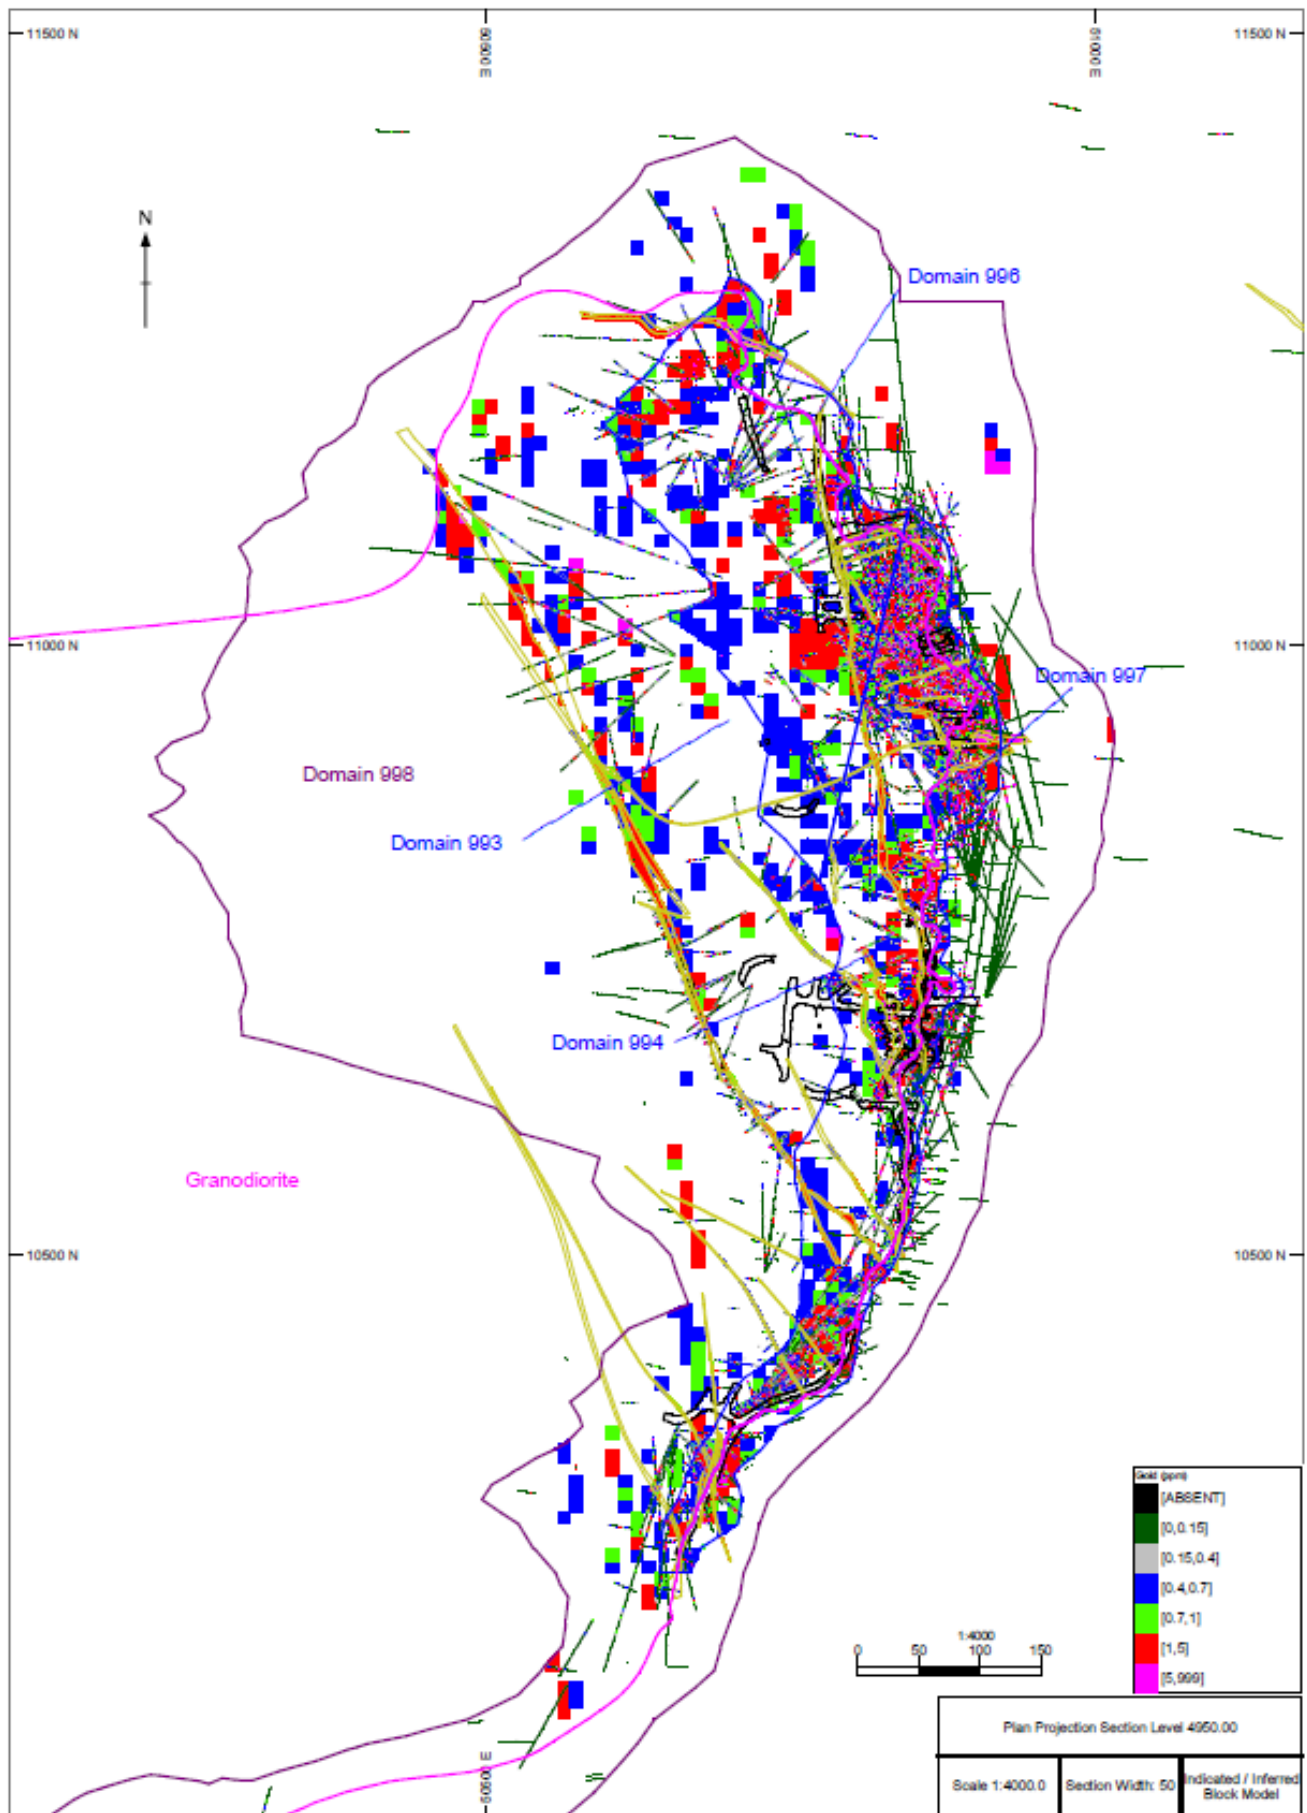 11500 N
11500 N
N
Domain 996
11000 N
11000 N
Domain 997
Domain 998
Domain 993
Domain 994
Granodiorite
10500 N
10500 N
Gold (ppm)
[ABSENT]
[0,0.15]
[0.15,0.4]
[0.4,0.7]
[0.7,1]
[1,5]
[5,999]
1:4000
0 50 100 150
Plan Projection Section Level 4950.00
Scale 1:4000.0
Section Width: 50
Indicated / Inferred
Block Model